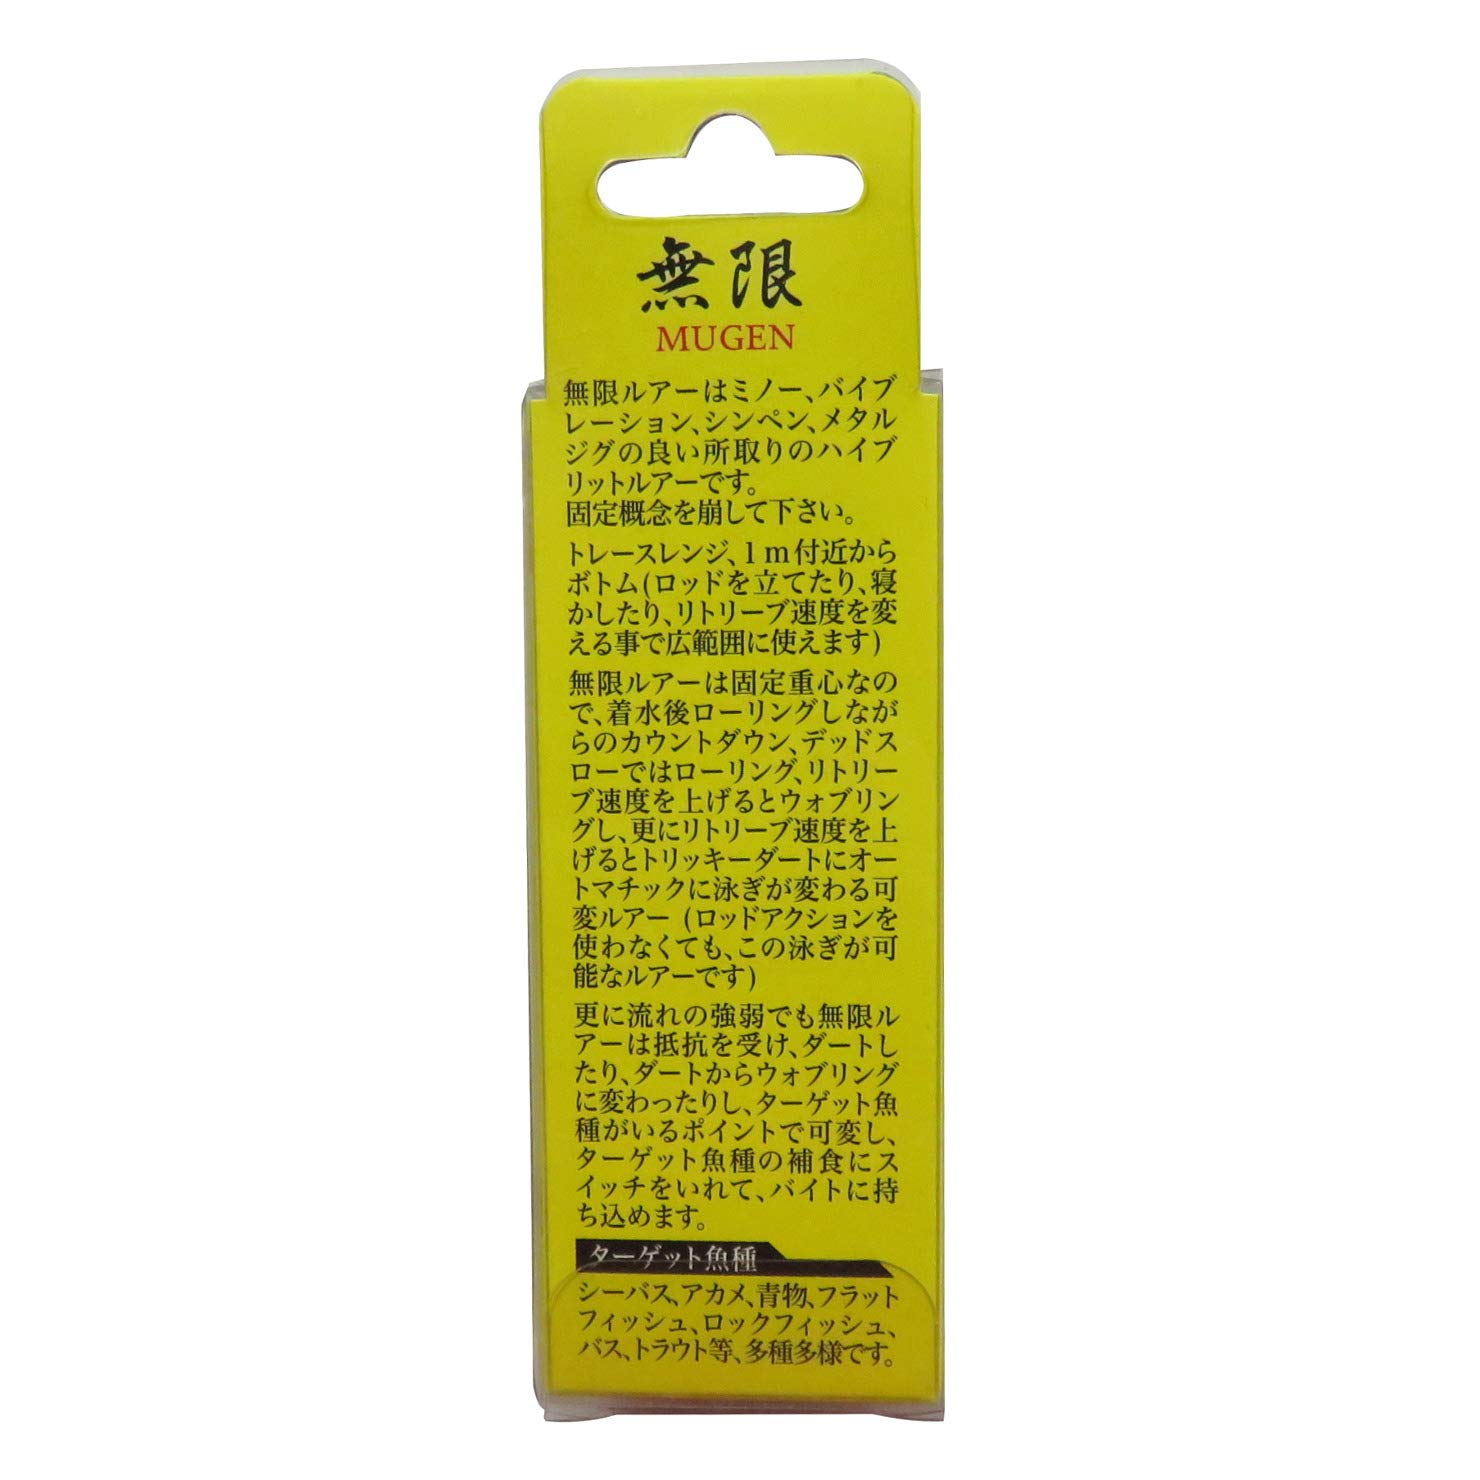 無限
MUGEN
無限ルアーはミノー、バイブ
レーション、シンペン、メタル
ジグの良い所取りのハイブ
リットルアーです。
固定概念を崩して下さい。
トレースレンジ、1m付近から
ボトム(ロッドを立てたり、寝
かしたり、リトリーブ速度を変
える事で広範囲に使えます)
無限ルアーは固定重心なの
で、着水後ローリングしなが
らのカウントダウン、デッドス
ローではローリング、リトリー
ブ速度を上げるとウォブリン
グし、更にリトリーブ速度を上
げるとトリッキーダートにオー
トマチックに泳ぎが変わる可
変ルアー (ロッドアクションを
使わなくても、この泳ぎが可
能なルアーです)
更に流れの強弱でも無限ル
アーは抵抗を受け、ダートし
たり、ダートからウォブリング
に変わったりし、ターゲット魚
種がいるポイントで可変し、
ターゲット魚種の補食にス
イッチをいれて、バイトに持
ち込めます。
ターゲット魚種
シーバス、アカメ、青物、フラット
フィッシュ、ロックフィッシュ、
バス、トラウト等、多種多様です。